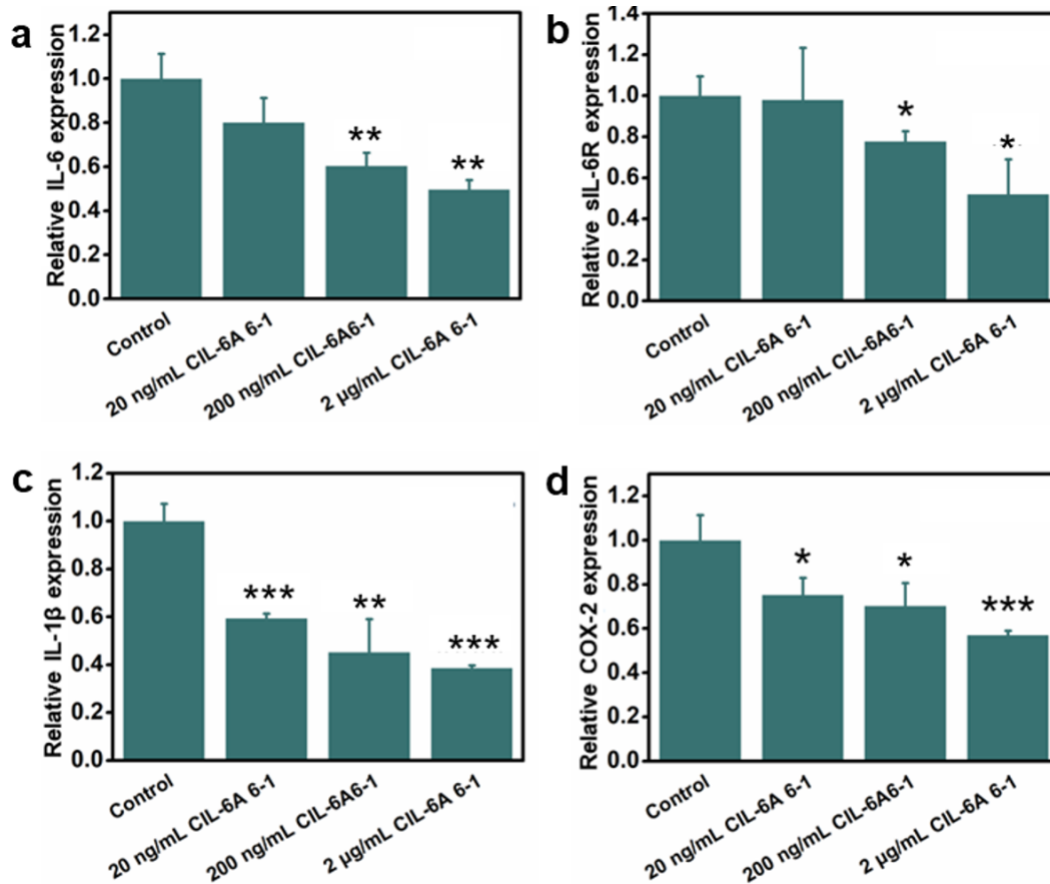 a
Relative IL-6 expression
1.2
1.0
0.8
0.6
0.4
0.2
0.0
**
**
Control
20 ng/mL CIL-6A 6-1
200 ng/mL CIL-6A6-1
2 µg/mL CIL-6A 6-1
b
Relative sIL-6R expression
1.4
1.2
1.0
0.8
0.6
0.4
0.2
0.0
*
*
Control
20 ng/mL CIL-6A 6-1
200 ng/mL CIL-6A6-1
2 µg/mL CIL-6A 6-1
c
Relative IL-1β expression
1.2
1.0
0.8
0.6
0.4
0.2
0.0
***
**
***
Control
20 ng/mL CIL-6A 6-1
200 ng/mL CIL-6A6-1
2 µg/mL CIL-6A 6-1
d
Relative COX-2 expression
1.2
1.0
0.8
0.6
0.4
0.2
0.0
*
*
***
Control
20 ng/mL CIL-6A 6-1
200 ng/mL CIL-6A6-1
2 µg/mL CIL-6A 6-1